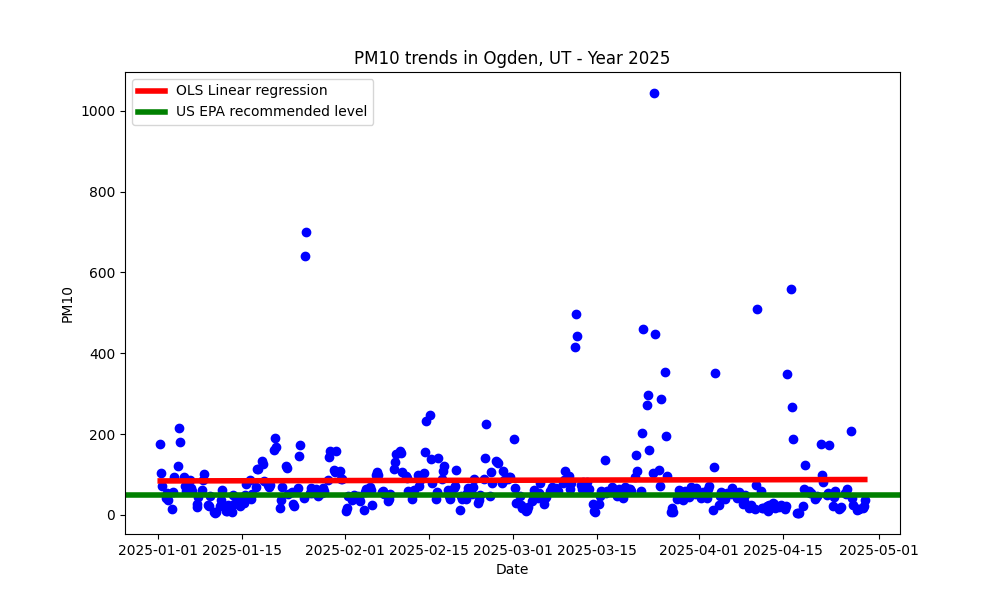 PM10 trends in Ogden, UT - Year 2025
OLS Linear regression
US EPA recommended level
1000
800
600
400
200
0
PM10
2025-01-01 2025-01-15 2025-02-01 2025-02-15 2025-03-01 2025-03-15 2025-04-01 2025-04-15 2025-05-01
Date